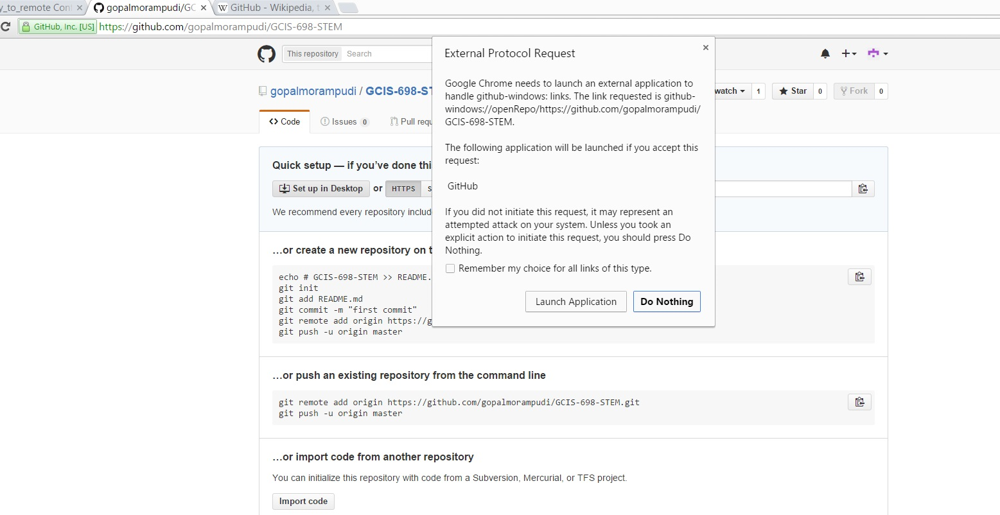 y_to_remote Con
gopalmorampudi/GC
GitHub - Wikipedia, t
GitHub, Inc. [US] https://github.com/gopalmorampudi/GCIS-698-STEM
This repository Search
gopalmorampudi / GCIS-698-ST
watch 1 Star 0 Fork 0
Code Issues 0 Pull requ
External Protocol Request
Google Chrome needs to launch an external application to
handle github-windows: links. The link requested is github-
windows://openRepo/https://github.com/gopalmorampudi/
GCIS-698-STEM.
The following application will be launched if you accept this
request:
GitHub
If you did not initiate this request, it may represent an
attempted attack on your system. Unless you took an
explicit action to initiate this request, you should press Do
Nothing.
Remember my choice for all links of this type.
Launch Application Do Nothing
Quick setup — if you’ve done thi
Set up in Desktop or HTTPS S
We recommend every repository include
…or create a new repository on t
echo # GCIS-698-STEM >> README.
git init
git add README.md
git commit -m "first commit"
git remote add origin https://g
git push -u origin master
…or push an existing repository from the command line
git remote add origin https://github.com/gopalmorampudi/GCIS-698-STEM.git
git push -u origin master
…or import code from another repository
You can initialize this repository with code from a Subversion, Mercurial, or TFS project.
Import code